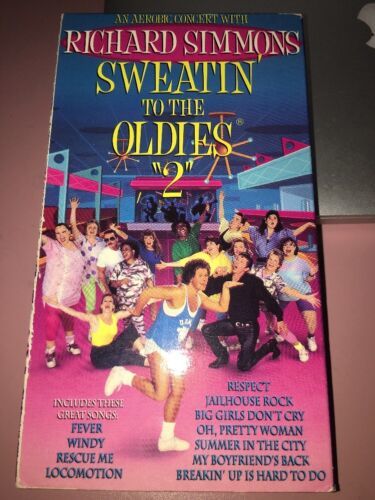 AN AEROBIC CONCERT WITH
RICHARD SIMMONS
SWEATIN'
TO THE
OLDIES®
"2"
INCLUDES THESE
GREAT SONGS:
FEVER
WINDY
RESCUE ME
LOCOMOTION
RESPECT
JAILHOUSE ROCK
BIG GIRLS DON'T CRY
OH, PRETTY WOMAN
SUMMER IN THE CITY
MY BOYFRIEND'S BACK
BREAKIN' UP IS HARD TO DO